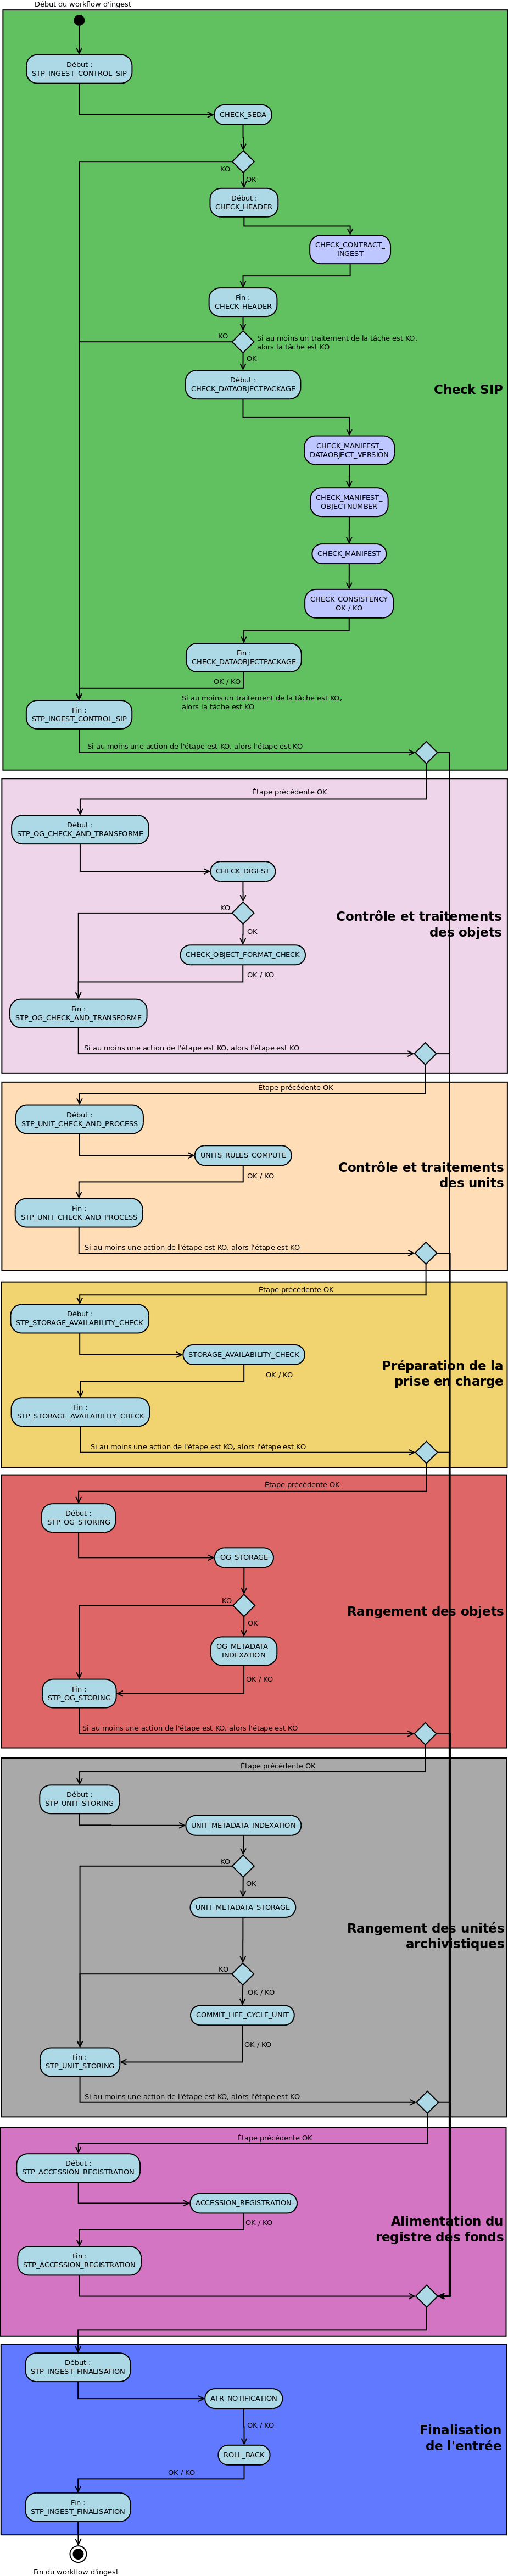 Début du workflow d'ingest
Début :
STP_INGEST_CONTROL_SIP
CHECK_SEDA
KO
OK
Début :
CHECK_HEADER
CHECK_CONTRACT_
INGEST
Fin :
CHECK_HEADER
KO
Si au moins un traitement de la tâche est KO,
alors la tâche est KO
OK
Début :
CHECK_DATAOBJECTPACKAGE
Check SIP
CHECK_MANIFEST_
DATAOBJECT_VERSION
CHECK_MANIFEST_
OBJECTNUMBER
CHECK_MANIFEST
CHECK_CONSISTENCY
OK / KO
Fin :
CHECK_DATAOBJECTPACKAGE
OK / KO
Si au moins un traitement de la tâche est KO,
alors la tâche est KO
Fin :
STP_INGEST_CONTROL_SIP
Si au moins une action de l'étape est KO, alors l'étape est KO
Étape précédente OK
Début :
STP_OG_CHECK_AND_TRANSFORME
CHECK_DIGEST
KO
OK
Contrôle et traitements
des objets
CHECK_OBJECT_FORMAT_CHECK
OK / KO
Fin :
STP_OG_CHECK_AND_TRANSFORME
Si au moins une action de l'étape est KO, alors l'étape est KO
Étape précédente OK
Début :
STP_UNIT_CHECK_AND_PROCESS
UNITS_RULES_COMPUTE
OK / KO
Contrôle et traitements
des units
Fin :
STP_UNIT_CHECK_AND_PROCESS
Si au moins une action de l'étape est KO, alors l'étape est KO
Étape précédente OK
Début :
STP_STORAGE_AVAILABILITY_CHECK
STORAGE_AVAILABILITY_CHECK
OK / KO
Préparation de la
prise en charge
Fin :
STP_STORAGE_AVAILABILITY_CHECK
Si au moins une action de l'étape est KO, alors l'étape est KO
Étape précédente OK
Début :
STP_OG_STORING
OG_STORAGE
KO
OK
Rangement des objets
OG_METADATA_
INDEXATION
OK / KO
Fin :
STP_OG_STORING
Si au moins une action de l'étape est KO, alors l'étape est KO
Étape précédente OK
Début :
STP_UNIT_STORING
UNIT_METADATA_INDEXATION
KO
OK
UNIT_METADATA_STORAGE
Rangement des unités
archivistiques
KO
OK / KO
COMMIT_LIFE_CYCLE_UNIT
OK / KO
Fin :
STP_UNIT_STORING
Si au moins une action de l'étape est KO, alors l'étape est KO
Étape précédente OK
Début :
STP_ACCESSION_REGISTRATION
ACCESSION_REGISTRATION
OK / KO
Alimentation du
registre des fonds
Fin :
STP_ACCESSION_REGISTRATION
Début :
STP_INGEST_FINALISATION
ATR_NOTIFICATION
OK / KO
Finalisation
de l'entrée
ROLL_BACK
OK / KO
Fin :
STP_INGEST_FINALISATION
Fin du workflow d'ingest